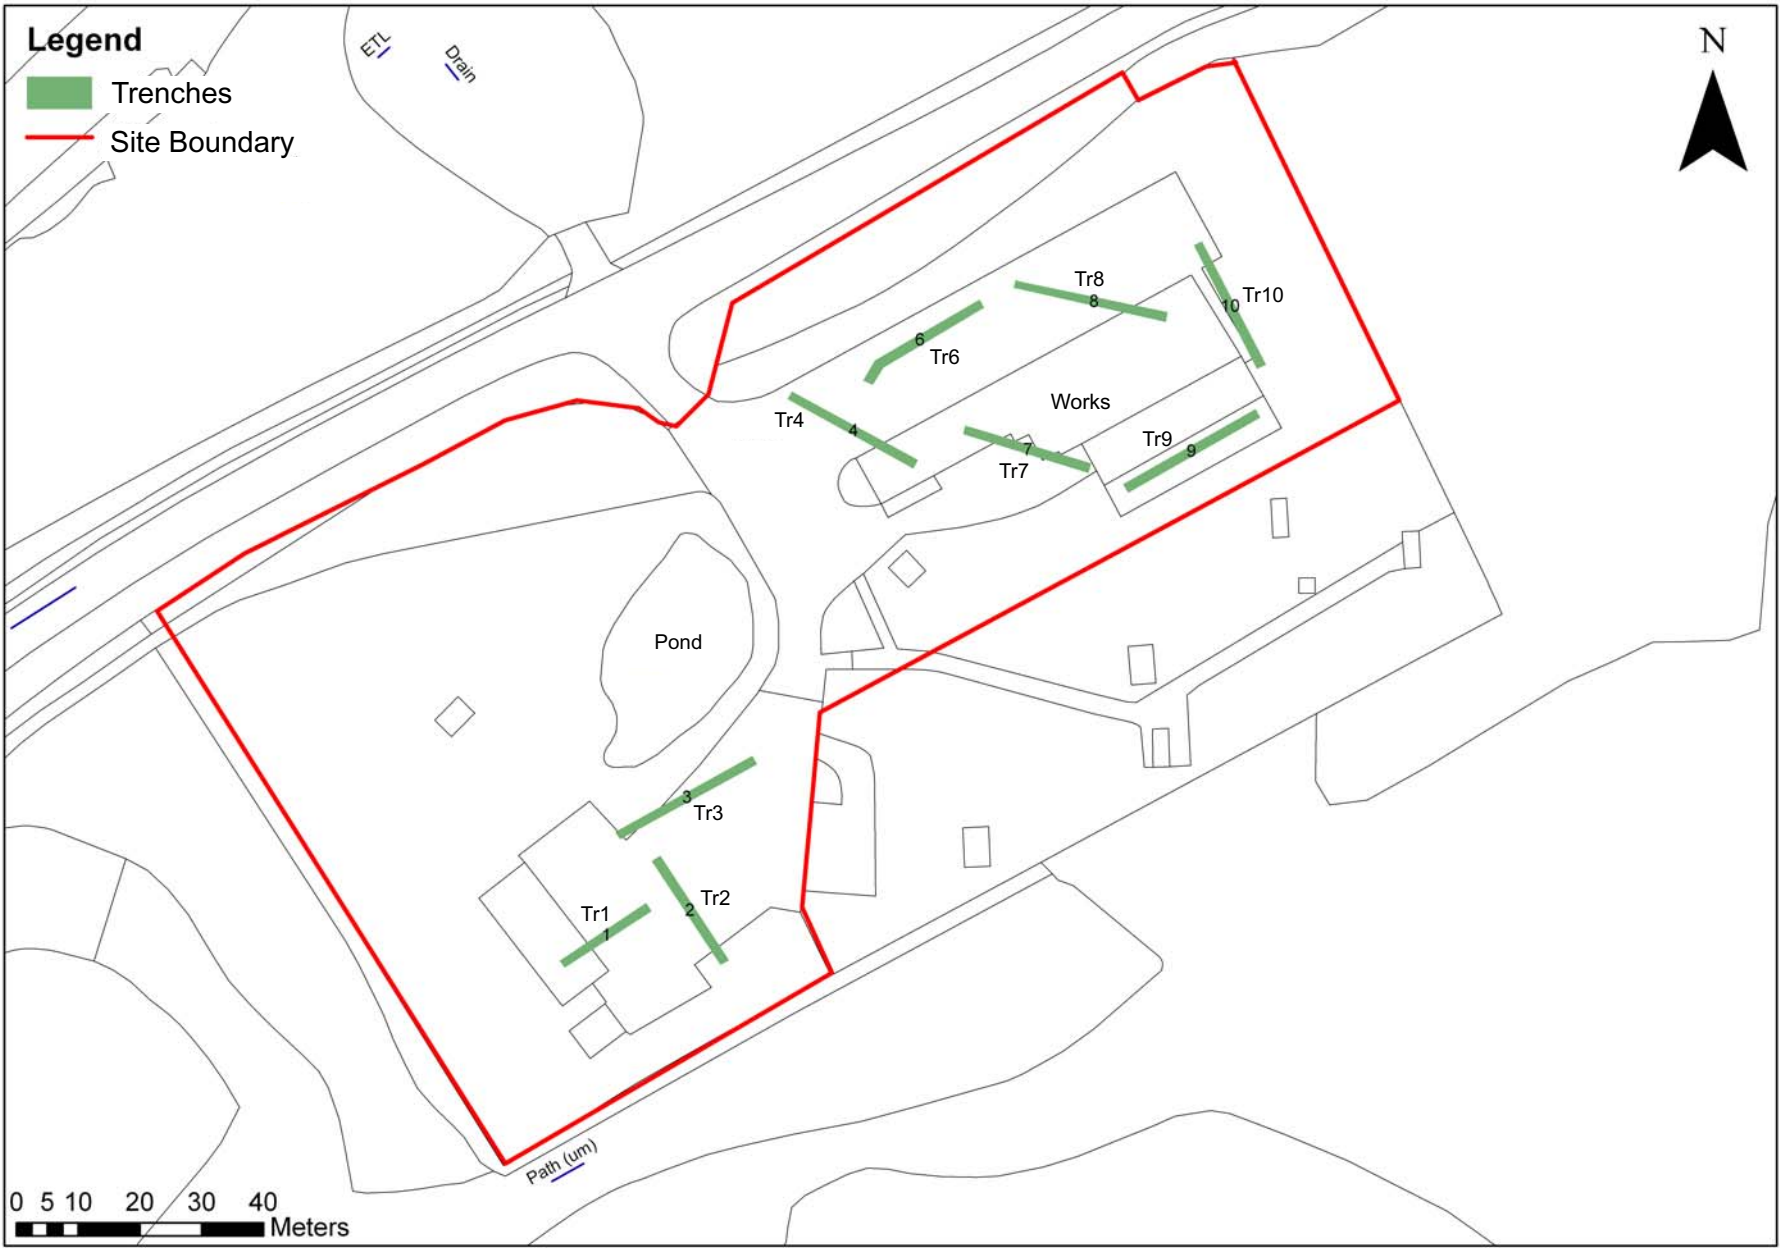 Legend
Trenches
Site Boundary
ETL
Drain
N
Tr8
8
10
Tr10
6
Tr6
Works
Tr4
4
Tr9
9
7
Tr7
Pond
3
Tr3
Tr2
2
Tr1
1
Path (um)
0 5 10 20 30 40
Meters